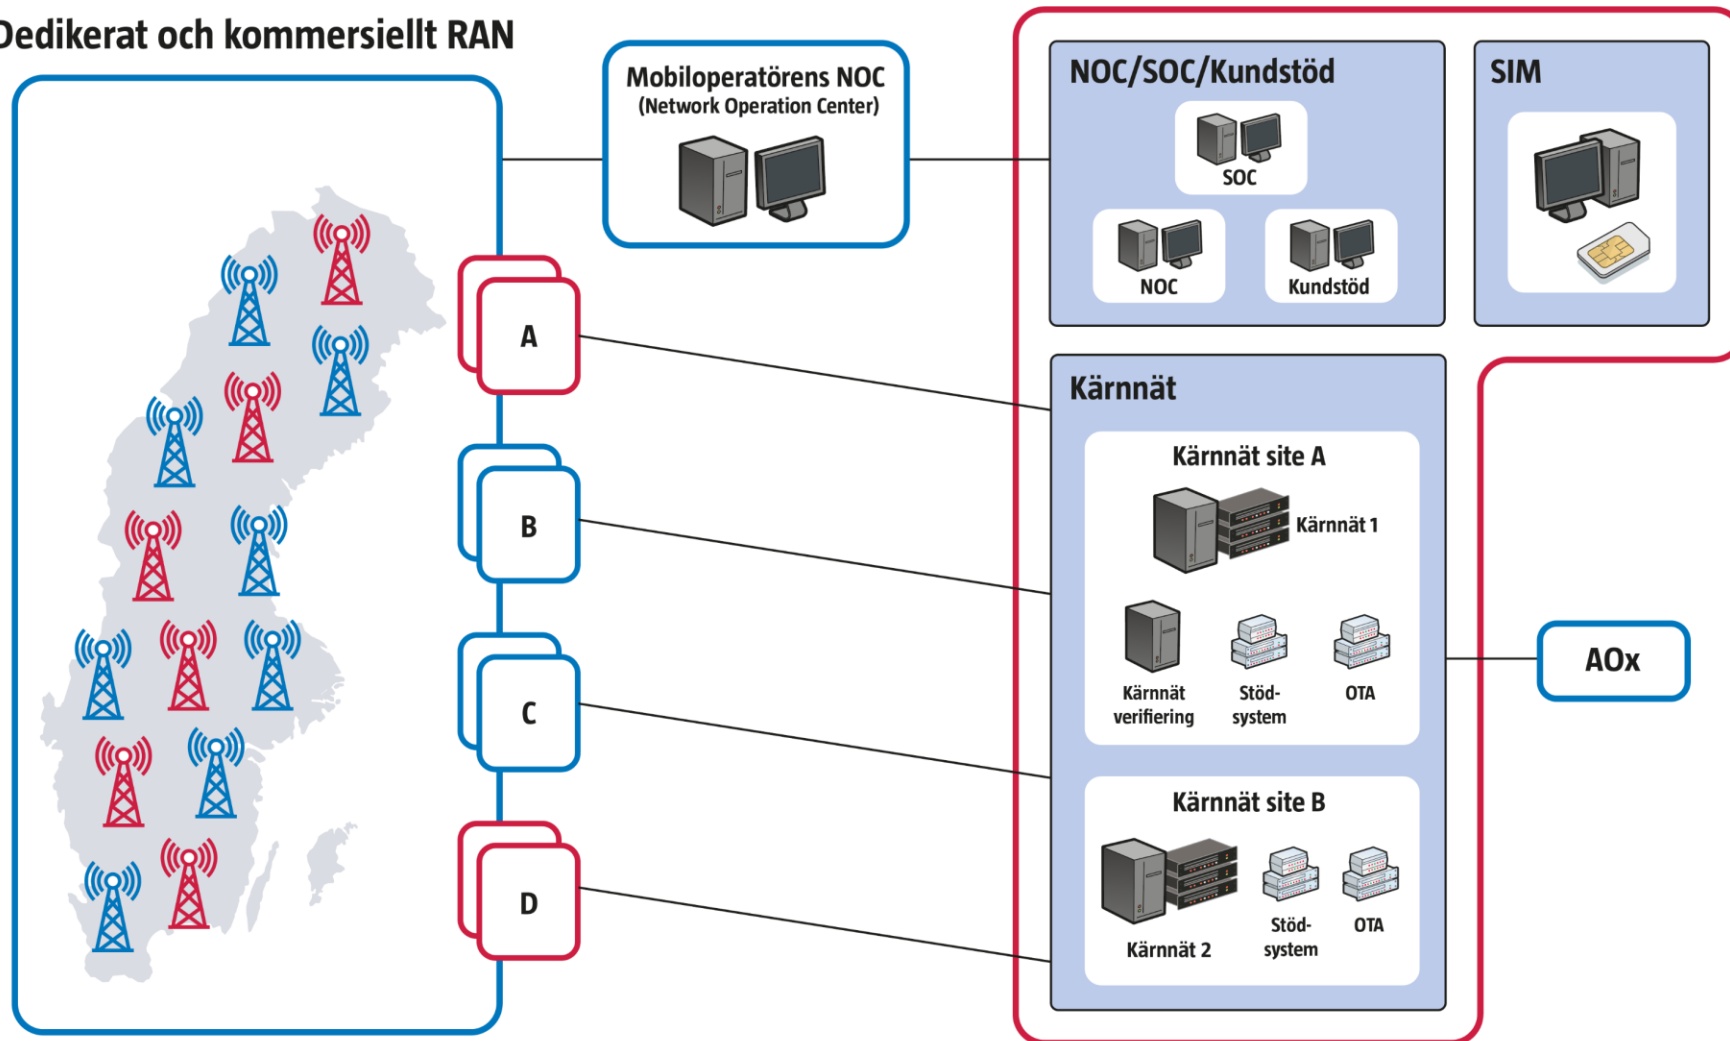 Dedikerat och kommersiellt RAN
Mobiloperatörens NOC
(Network Operation Center)
NOC/SOC/Kundstöd
SOC
NOC
Kundstöd
SIM
A
B
C
D
Kärnnät
Kärnnät site A
Kärnnät 1
Kärnnät
verifiering
Stöd-
system
OTA
Kärnnät site B
Kärnnät 2
Stöd-
system
OTA
AOx